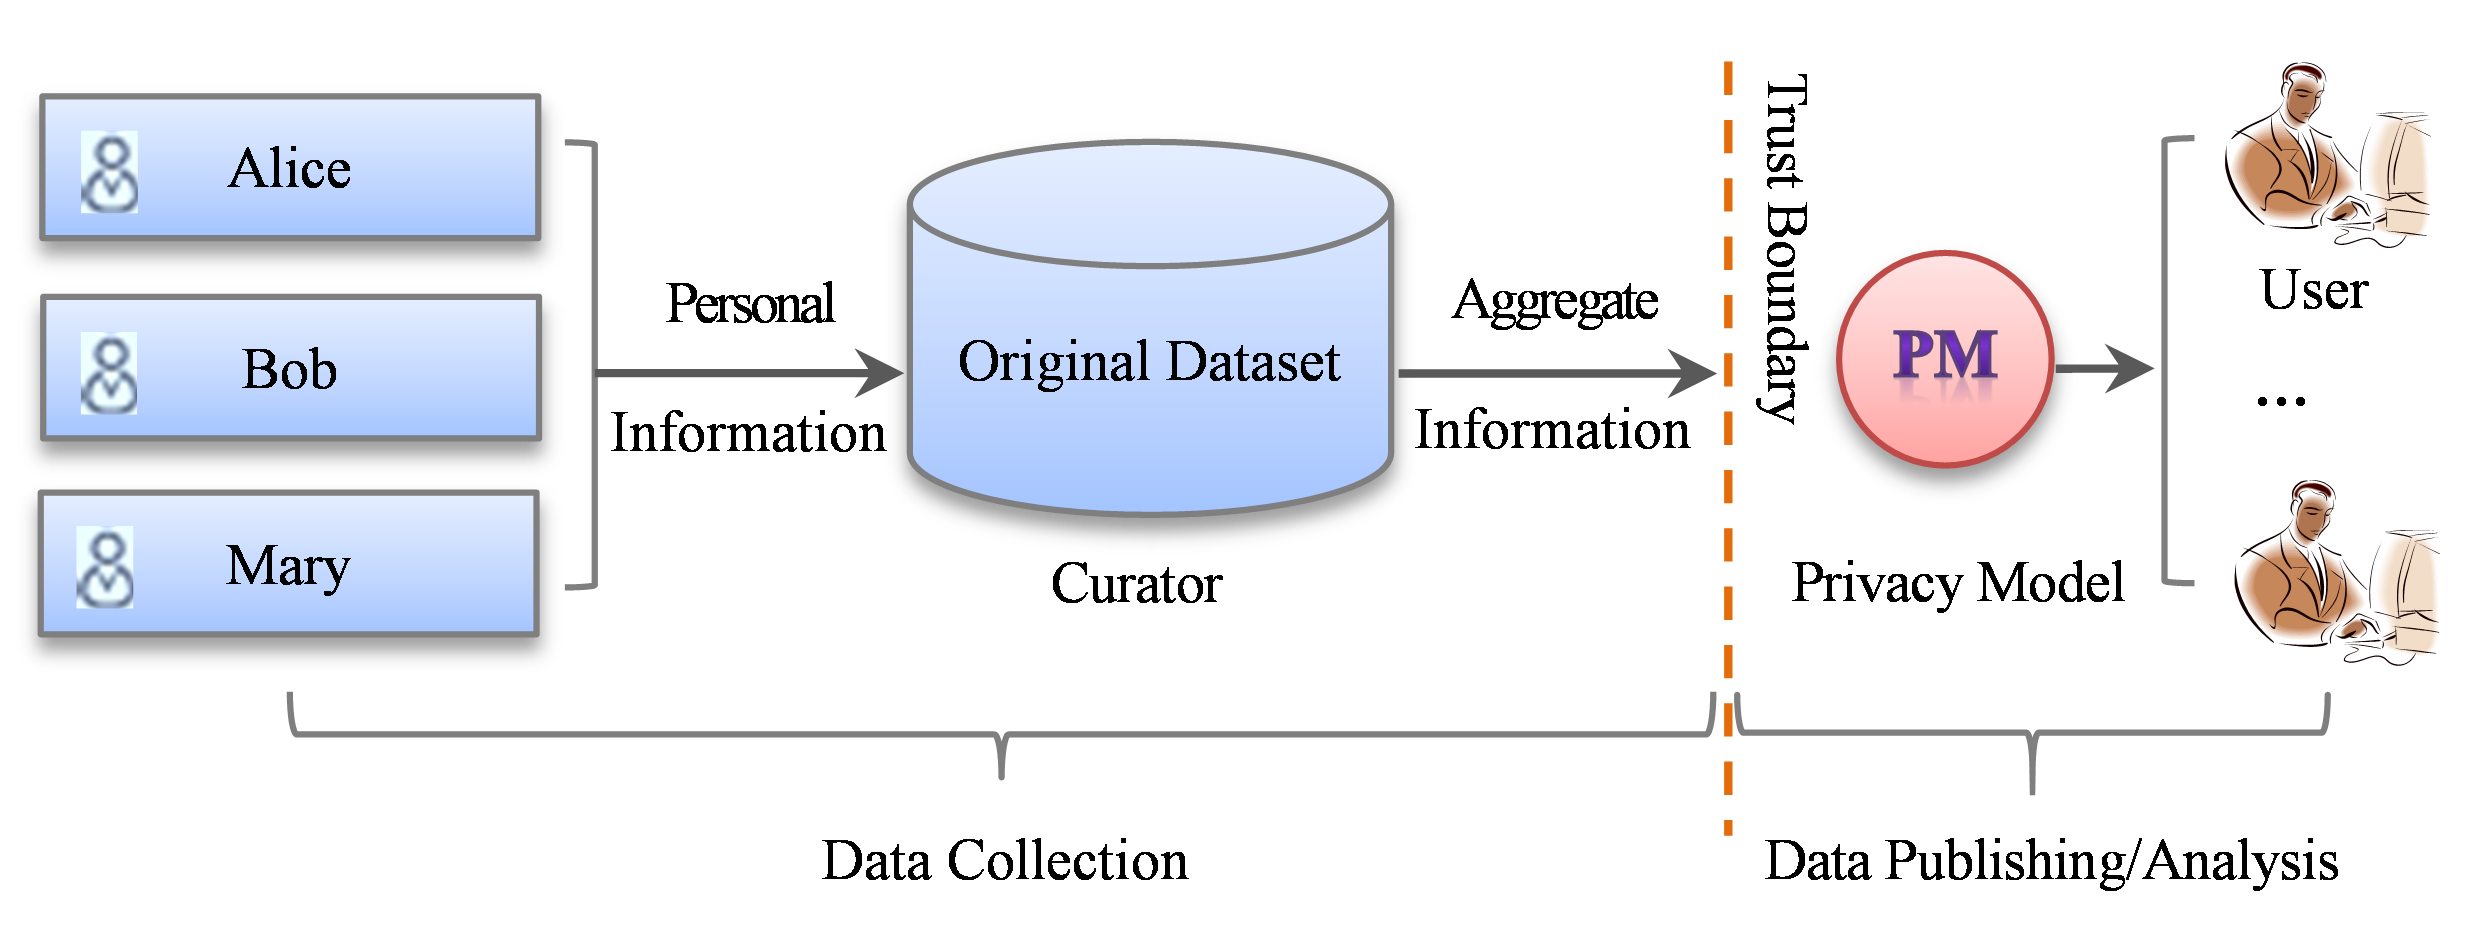 Alice
Bob
Mary
Personal
Information
Original Dataset
Curator
Aggregate
Information
Trust Boundary
PM
Privacy Model
User
...
Data Collection
Data Publishing/Analysis